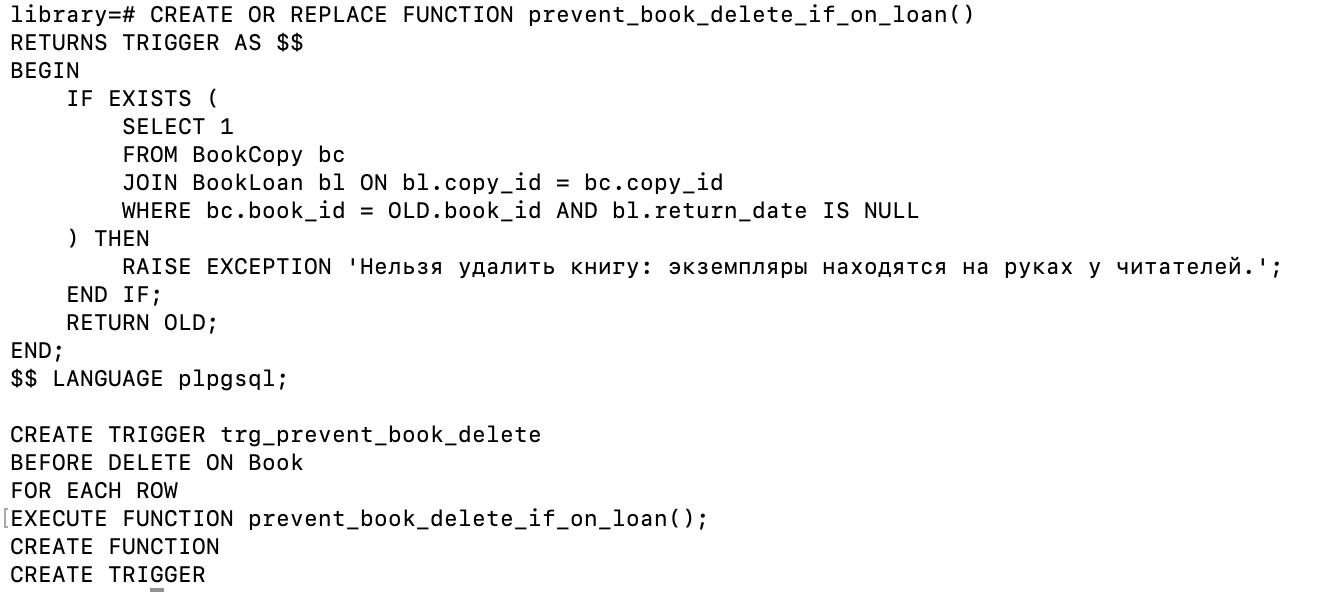 library=# CREATE OR REPLACE FUNCTION prevent_book_delete_if_on_loan()
RETURNS TRIGGER AS $$
BEGIN
    IF EXISTS (
        SELECT 1
        FROM BookCopy bc
        JOIN BookLoan bl ON bl.copy_id = bc.copy_id
        WHERE bc.book_id = OLD.book_id AND bl.return_date IS NULL
    ) THEN
        RAISE EXCEPTION 'Нельзя удалить книгу: экземпляры находятся на руках у читателей.';
    END IF;
    RETURN OLD;
END;
$$ LANGUAGE plpgsql;

CREATE TRIGGER trg_prevent_book_delete
BEFORE DELETE ON Book
FOR EACH ROW
[EXECUTE FUNCTION prevent_book_delete_if_on_loan();
CREATE FUNCTION
CREATE TRIGGER